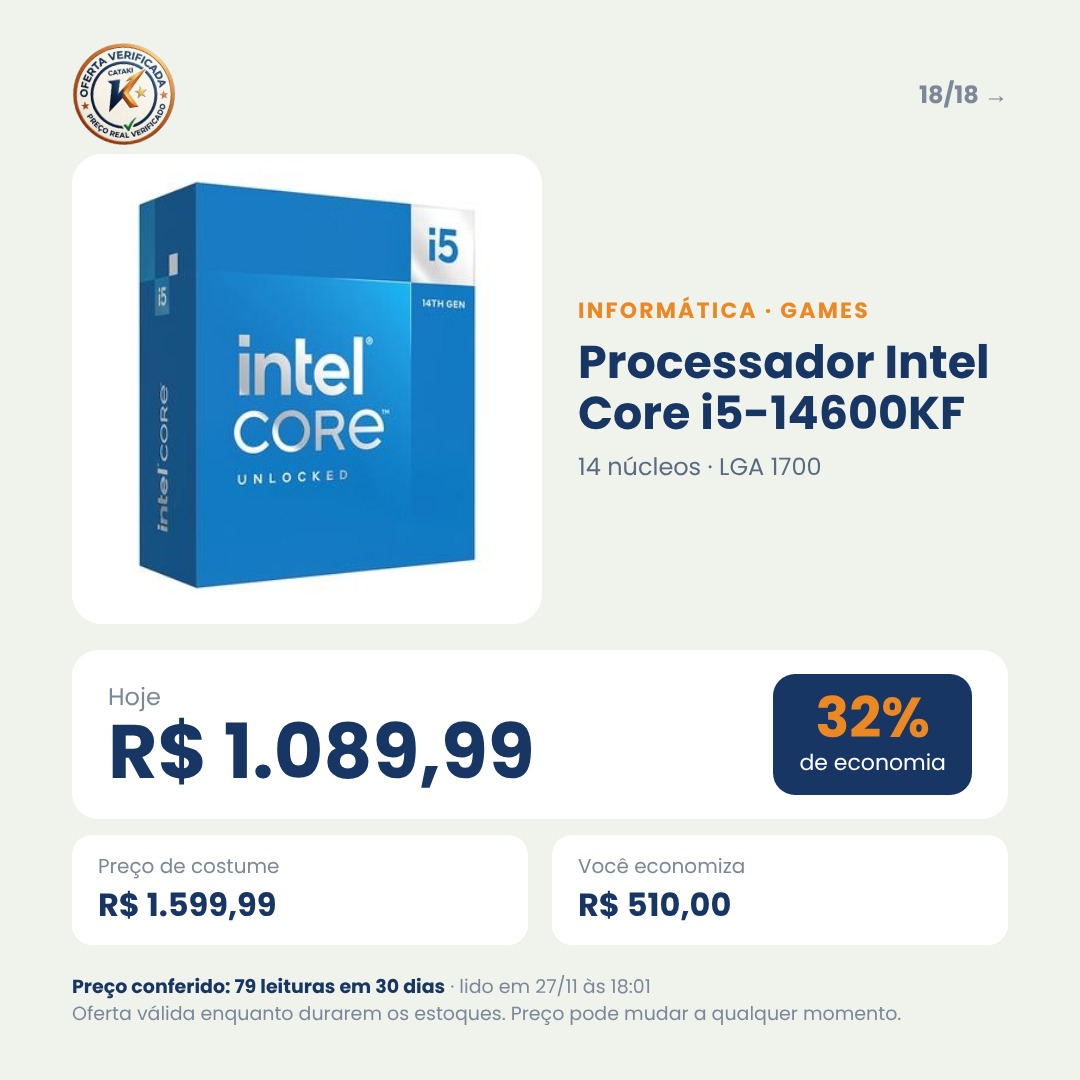 OFERTA VERIFICADA
CATAKI
K
PREÇO REAL VERIFICADO
18/18 →
i5
14TH GEN
i5
intel®
CORE™
UNLOCKED
intel CORE
INFORMÁTICA · GAMES
Processador Intel
Core i5-14600KF
14 núcleos · LGA 1700
Hoje
R$ 1.089,99
32%
de economia
Preço de costume
R$ 1.599,99
Você economiza
R$ 510,00
Preço conferido: 79 leituras em 30 dias · lido em 27/11 às 18:01
Oferta válida enquanto durarem os estoques. Preço pode mudar a qualquer momento.